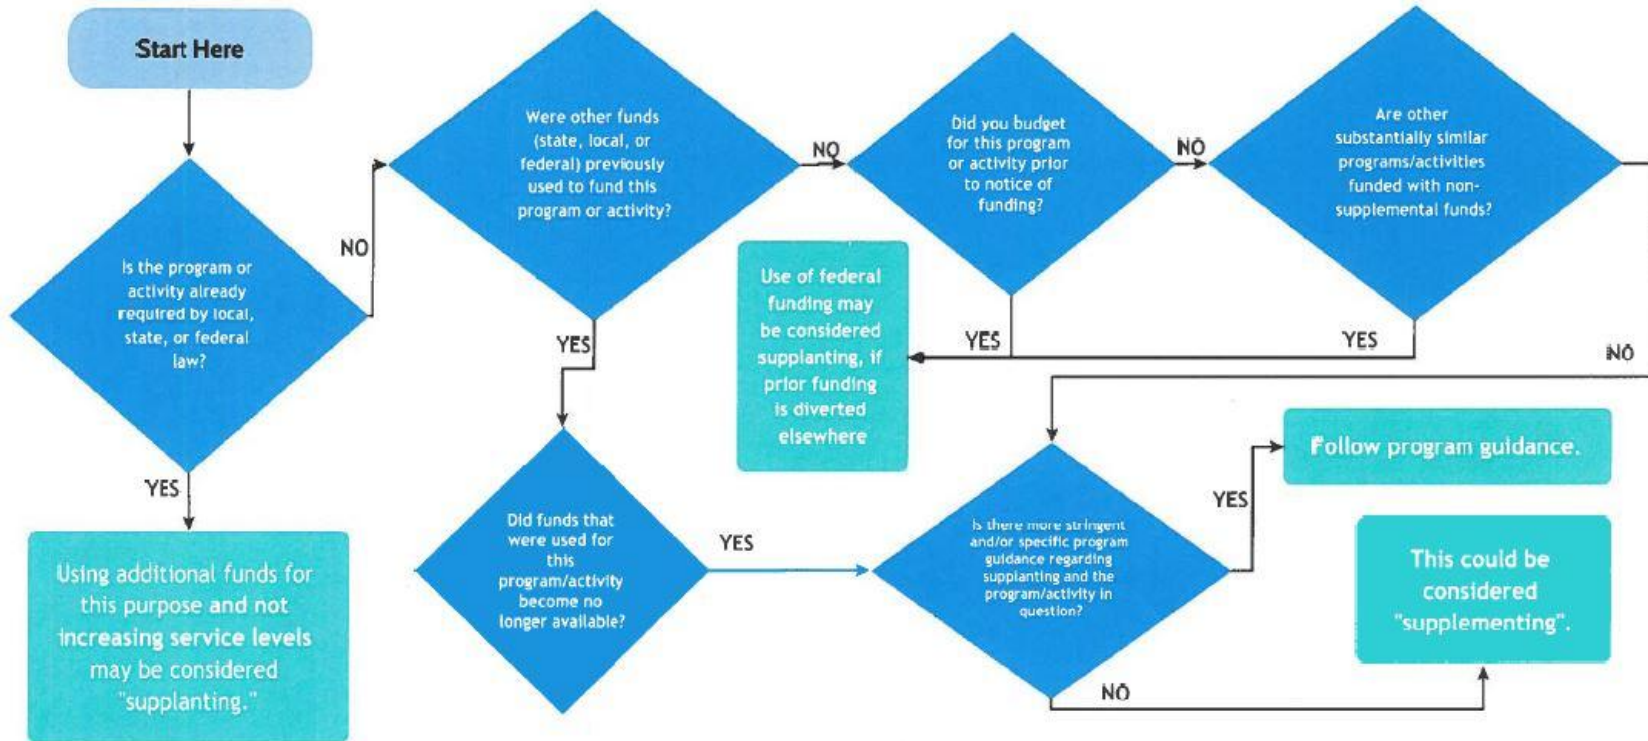 Start Here
Is the program or
activity already
required by local,
state, or federal
law?
YES
Using additional funds for
this purpose and not
increasing service levels
may be considered
"supplanting."
NO
Were other funds
(state, local, or
federal) previously
used to fund this
program or activity?
NO
YES
Did you budget
for this program
or activity prior
to notice of
funding?
NO
YES
Are other
substantially similar
programs/activities
funded with non-
supplemental funds?
YES
NO
Use of federal
funding may
be considered
supplanting, if
prior funding
is diverted
elsewhere
Did funds that
were used for
this
program/activity
become no
longer available?
YES
Is there more stringent
and/or specific program
guidance regarding
supplanting and the
program/activity in
question?
YES
Follow program guidance.
NO
This could be
considered
"supplementing".